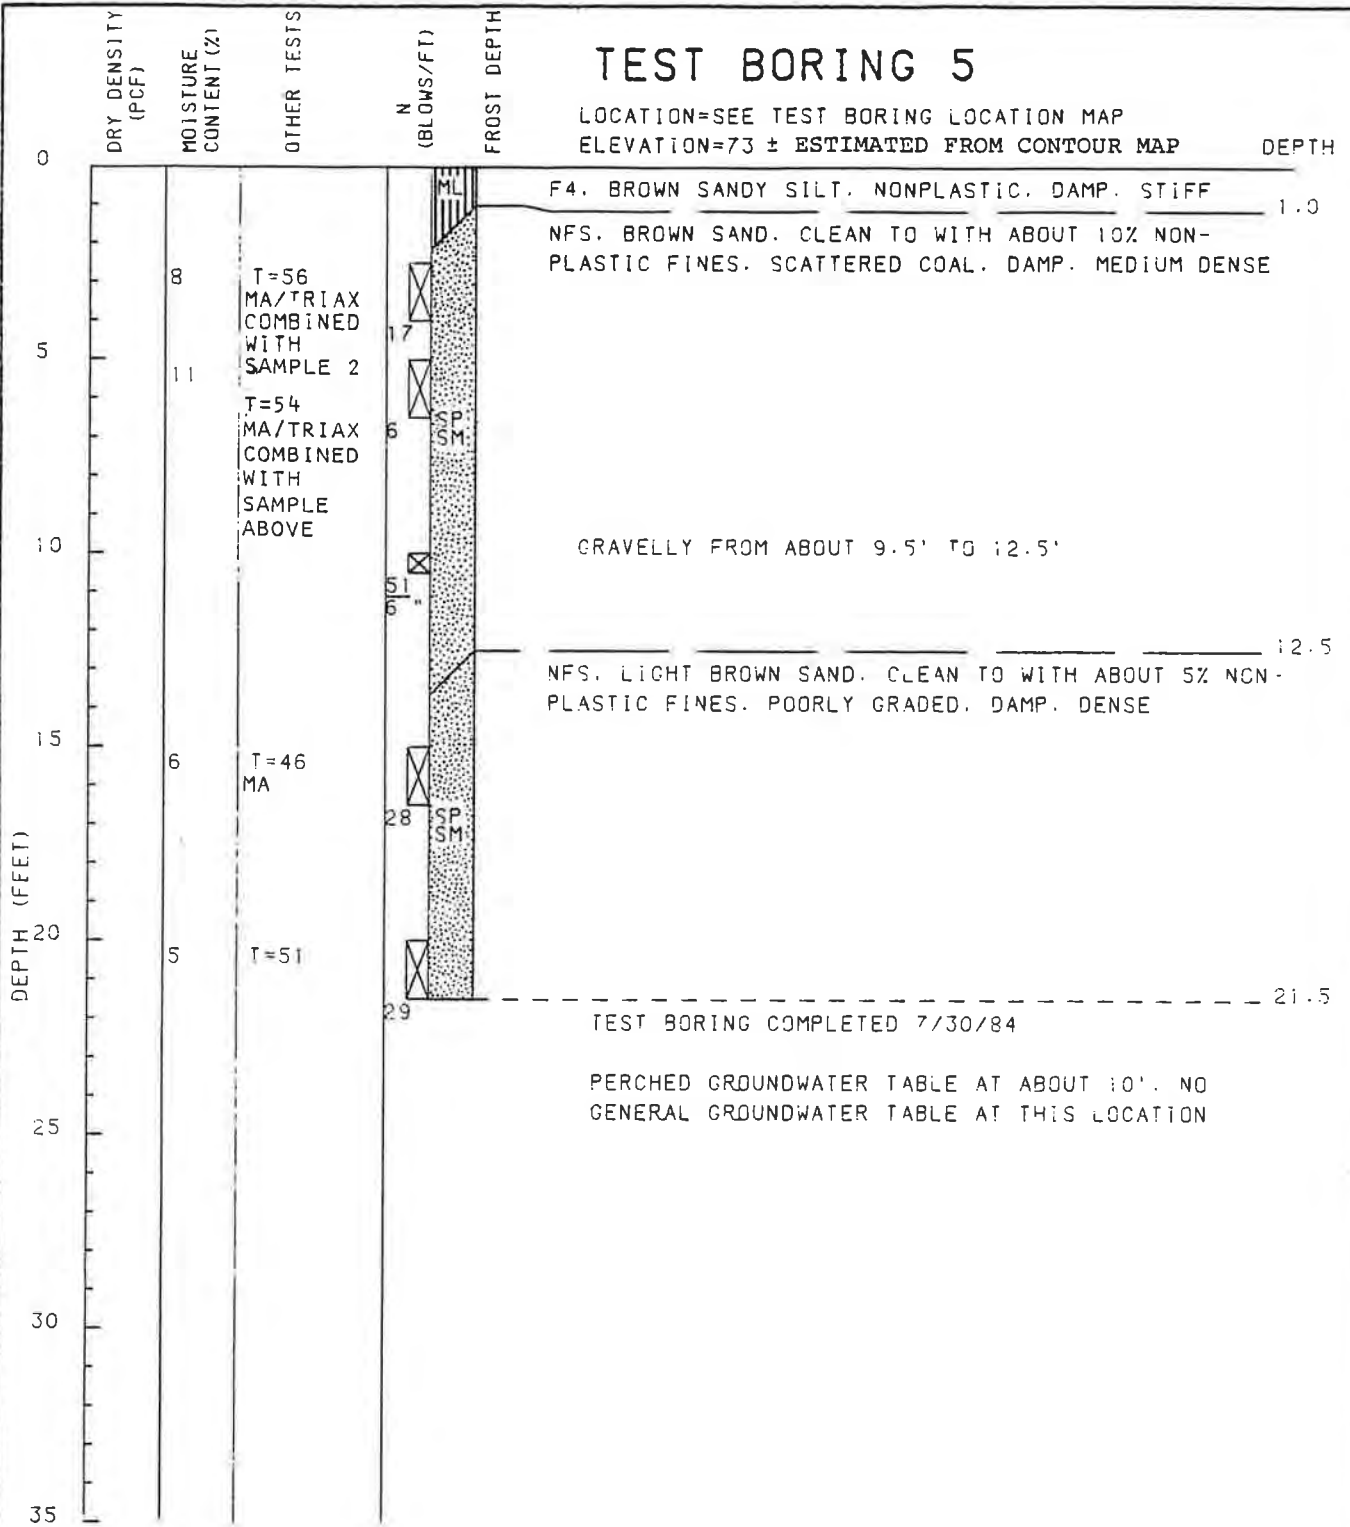 DRY DENSITY
(PCF)
MOISTURE
CONTENT(%)
OTHER TESTS
N
(BLOWS/FT)
FROST DEPTH
TEST BORING 5
LOCATION=SEE TEST BORING LOCATION MAP
ELEVATION=73 ± ESTIMATED FROM CONTOUR MAP
DEPTH
0
ML
F4. BROWN SANDY SILT. NONPLASTIC. DAMP. STIFF
1.0
NFS. BROWN SAND. CLEAN TO WITH ABOUT 10% NON-
PLASTIC FINES. SCATTERED COAL. DAMP. MEDIUM DENSE
8
T=56
MA/TRIAX
COMBINED
WITH
SAMPLE 2
17
5
11
T=54
MA/TRIAX
COMBINED
WITH
SAMPLE
ABOVE
6
SP
SM
10
GRAVELLY FROM ABOUT 9.5' TO 12.5'
51
6 "
12.5
NFS. LIGHT BROWN SAND. CLEAN TO WITH ABOUT 5% NON-
PLASTIC FINES. POORLY GRADED. DAMP. DENSE
15
6
T=46
MA
28
SP
SM
DEPTH (FEET)
20
5
T=51
29
21.5
TEST BORING COMPLETED 7/30/84
PERCHED GROUNDWATER TABLE AT ABOUT 10'. NO
GENERAL GROUNDWATER TABLE AT THIS LOCATION
25
30
35